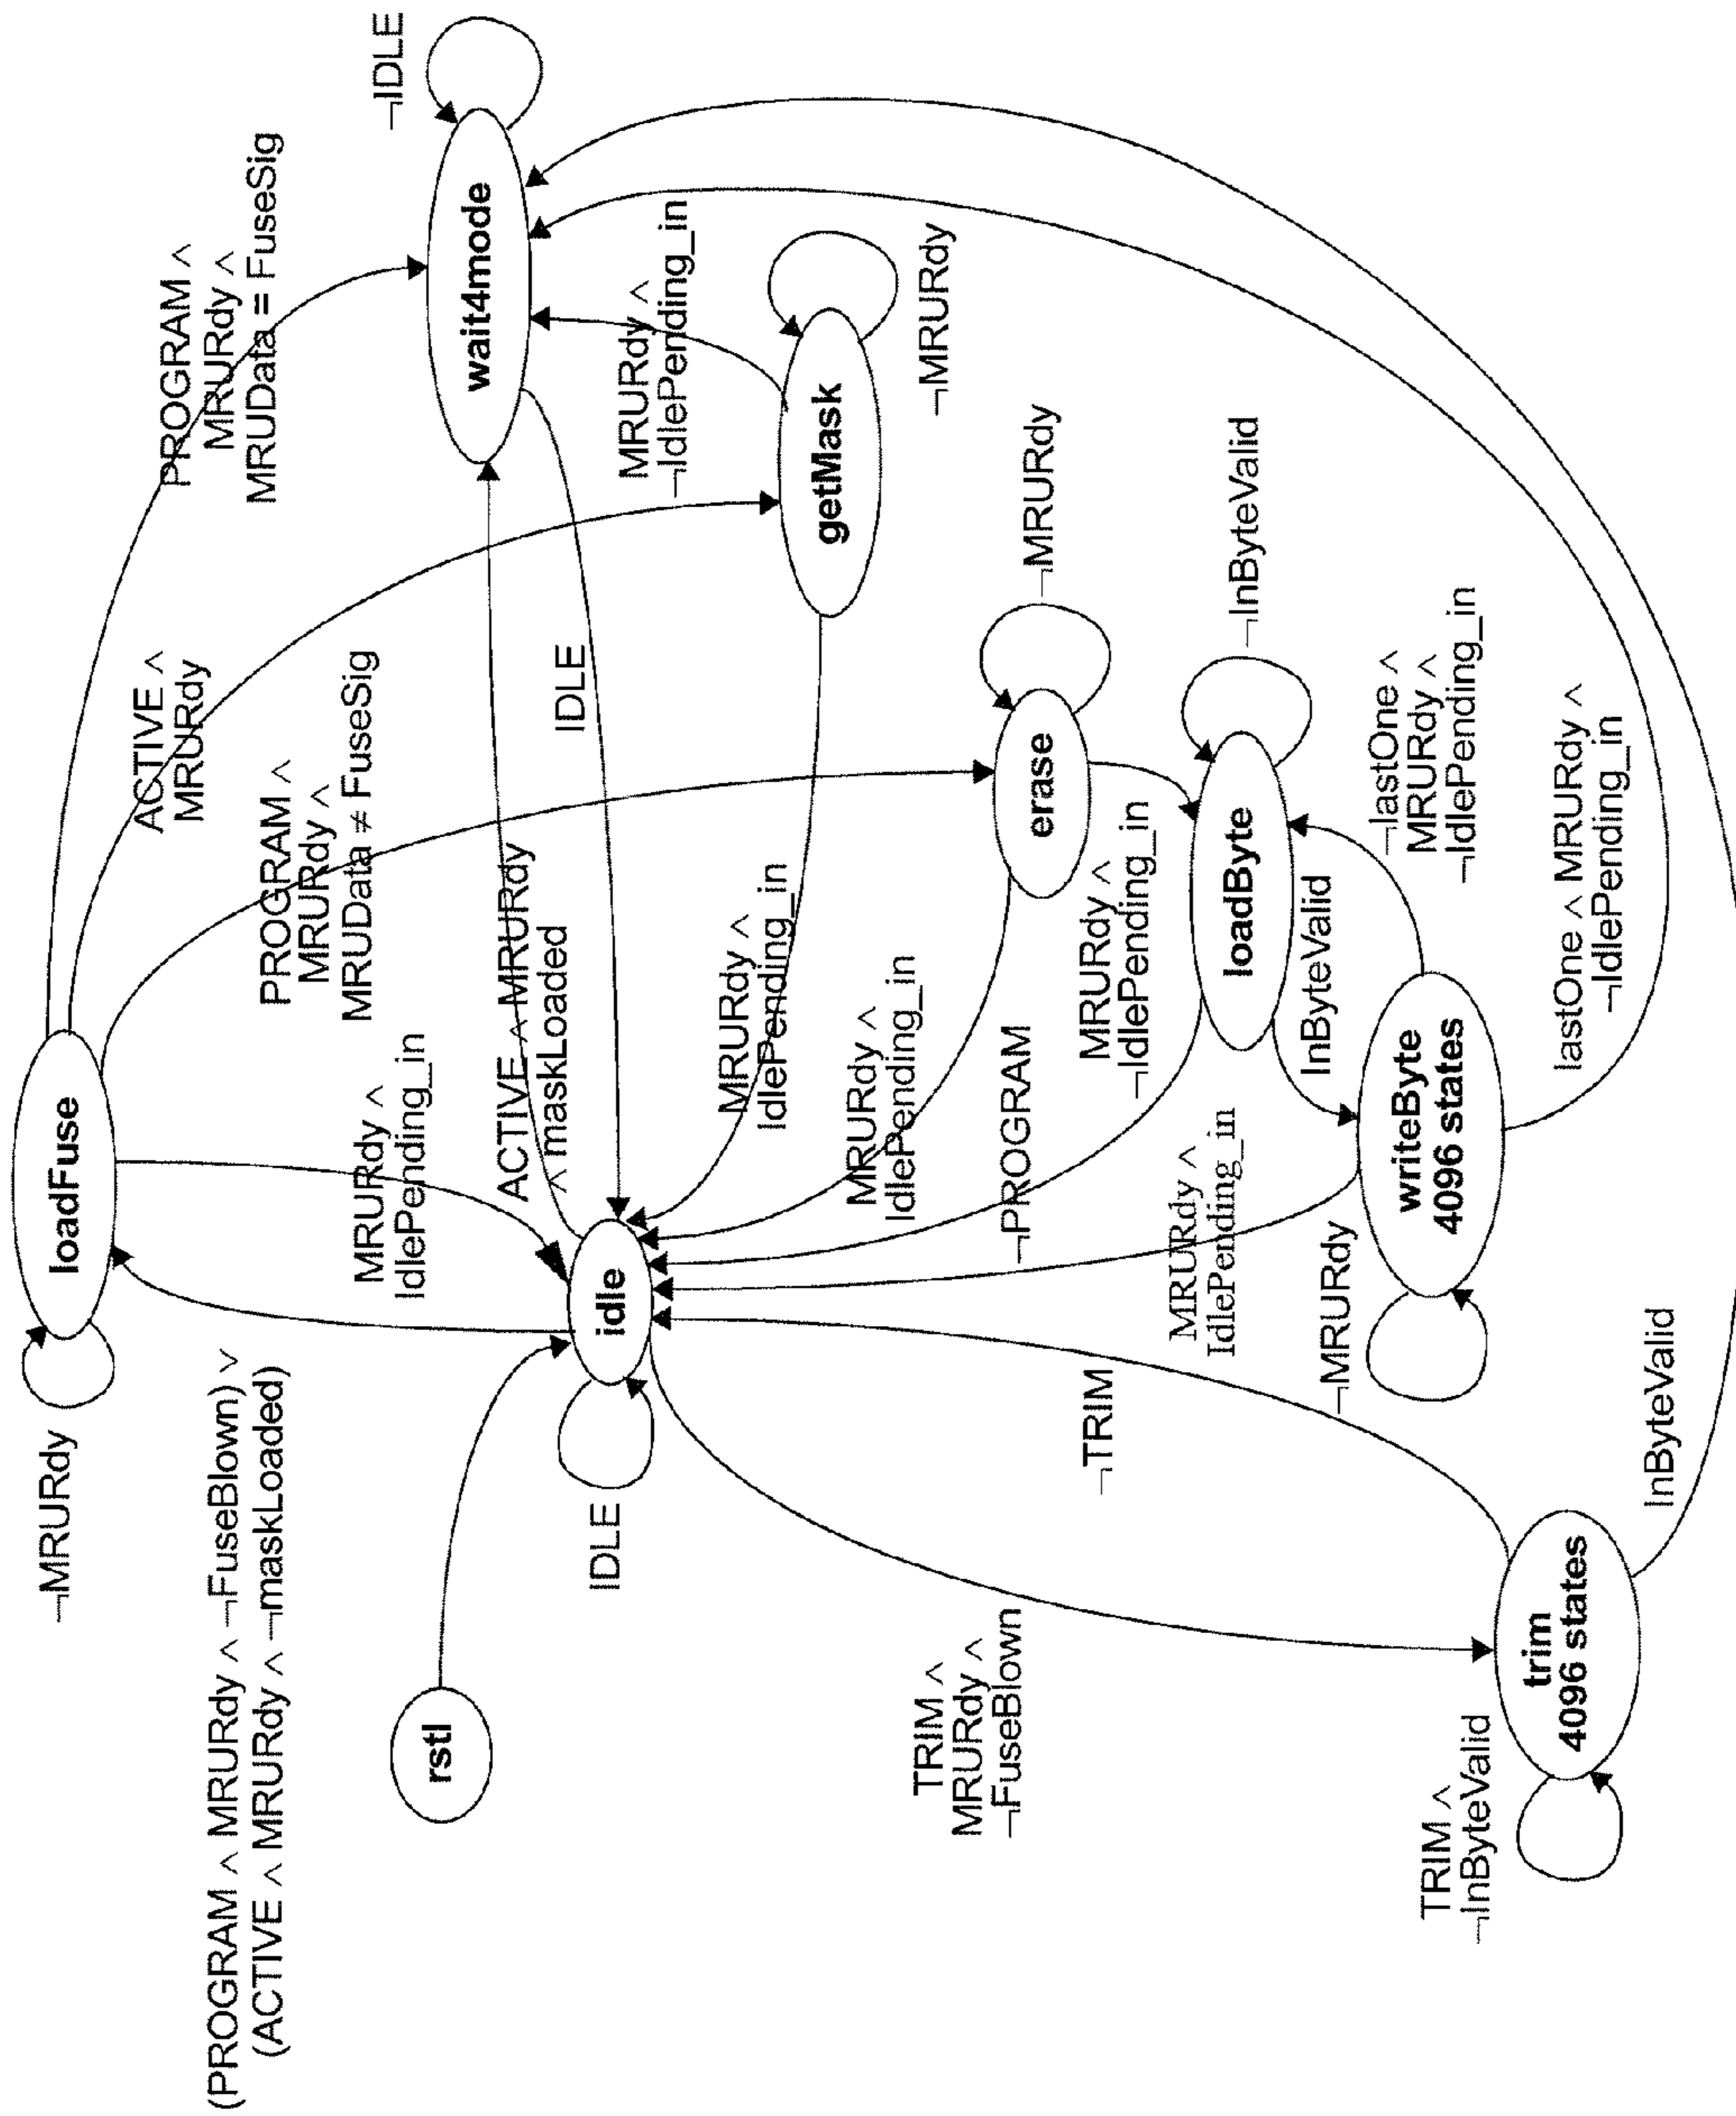 ¬MRURdy
(PROGRAM ^ MRURdy ^ ¬FuseBlown) ∨
(ACTIVE ^ MRURdy ^ ¬maskLoaded)
loadFuse
PROGRAM ^
MRURdy ^
MRUData = FuseSig
ACTIVE ^
MRURdy
PROGRAM ^
MRURdy ^
MRUData ≠ FuseSig
MRURdy ^
IdlePending_in
rstl
idle
IDLE
ACTIVE ^ MRURdy
^ maskLoaded
IDLE
wait4mode
¬IDLE
MRURdy ^
¬IdlePending_in
getMask
¬MRURdy
MRURdy ^
IdlePending_in
erase
¬MRURdy
MRURdy ^
IdlePending_in
MRURdy ^
¬IdlePending_in
loadByte
¬InByteValid
¬PROGRAM
InByteValid
¬lastOne ^
MRURdy ^
¬IdlePending_in
writeByte
4096 states
MRURdy ^
IdlePending_in
¬MRURdy
lastOne ^ MRURdy ^
¬IdlePending_in
TRIM ^
MRURdy ^
¬FuseBlown
¬TRIM
trim
4096 states
TRIM ^
¬InByteValid
InByteValid